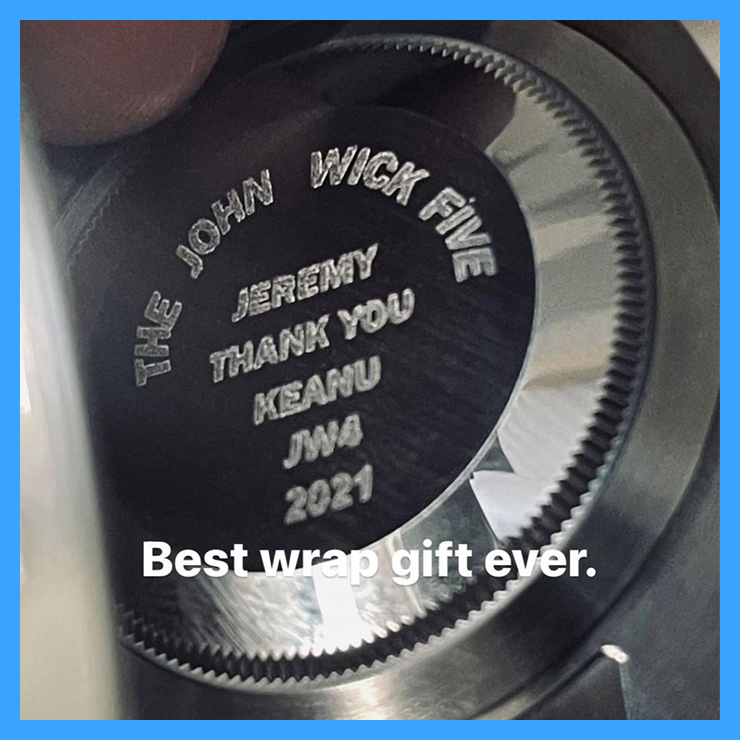 THE JOHN WICK FIVE
JEREMY
THANK YOU
KEANU
JW4
2021
Best wrap gift ever.